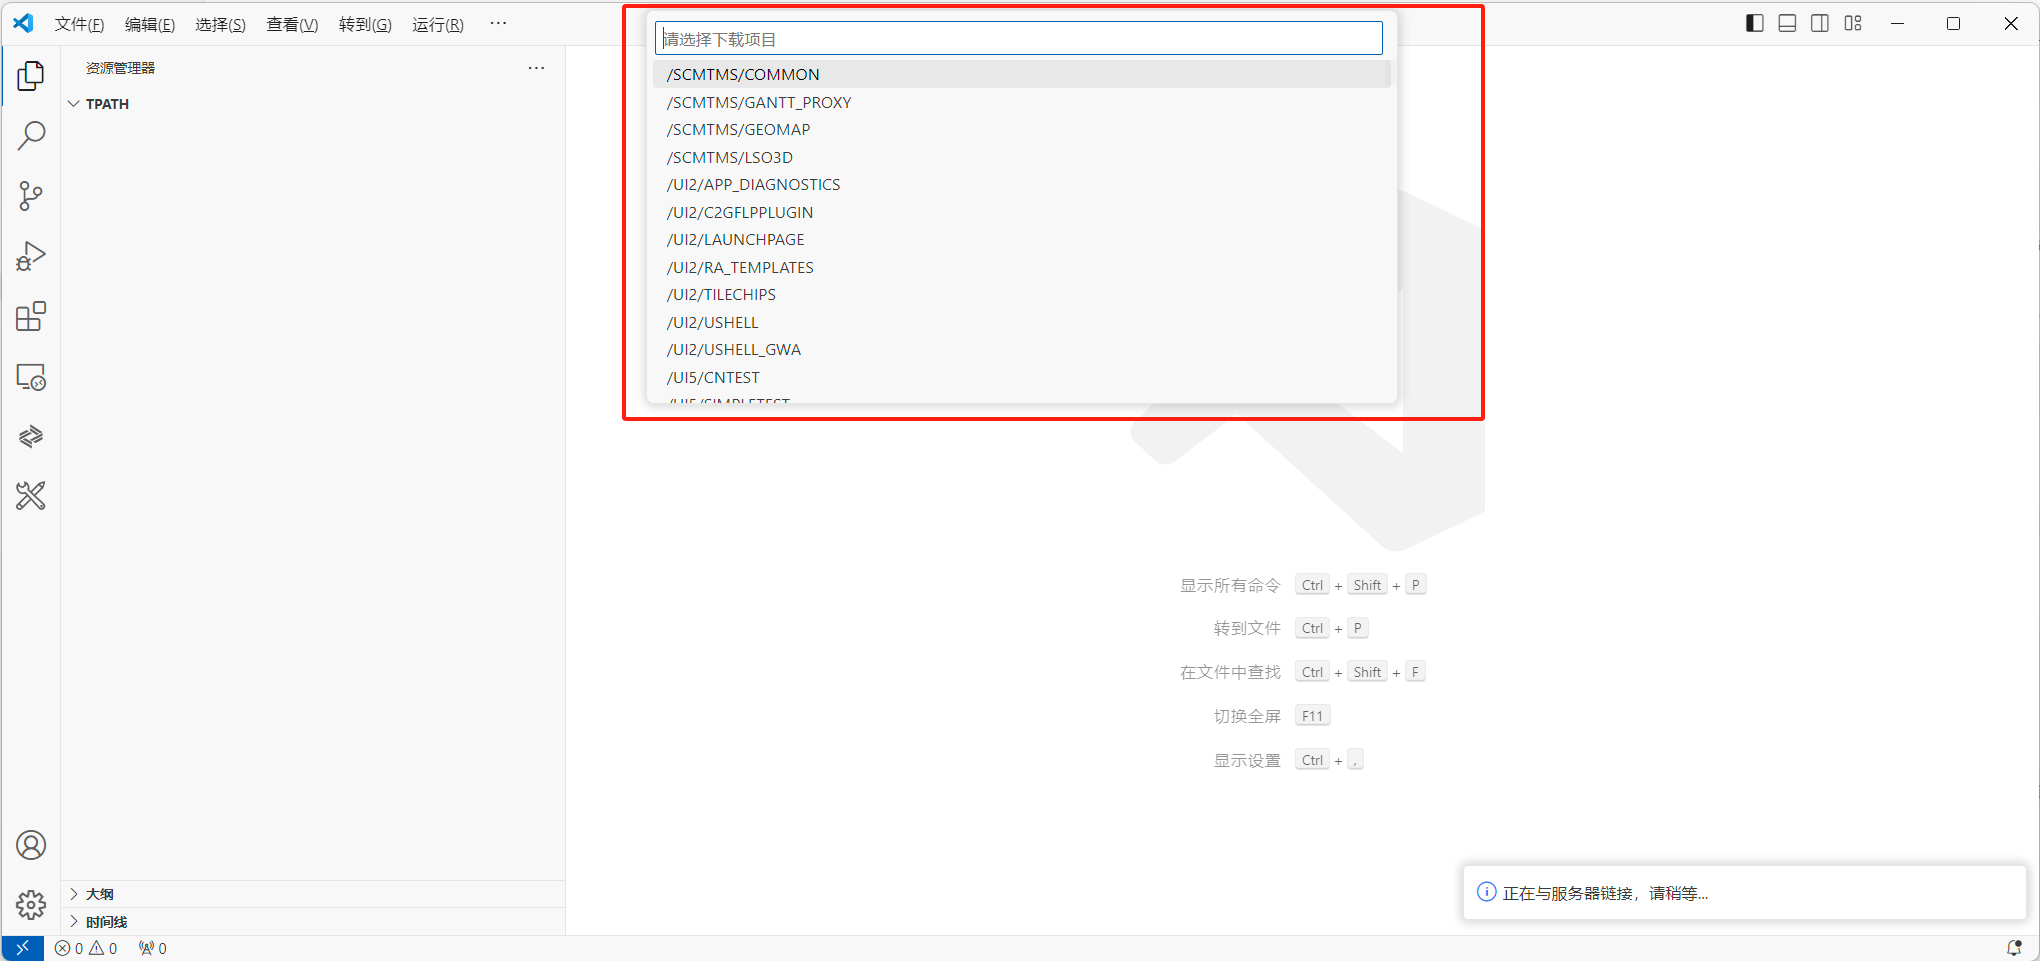 文件(F) 编辑(E) 选择(S) 查看(V) 转到(G) 运行(R) ···
请选择下载项目
/SCMTMS/COMMON
/SCMTMS/GANTT_PROXY
/SCMTMS/GEOMAP
/SCMTMS/LSO3D
/UI2/APP_DIAGNOSTICS
/UI2/C2GFLPPLUGIN
/UI2/LAUNCHPAGE
/UI2/RA_TEMPLATES
/UI2/TILECHIPS
/UI2/USHELL
/UI2/USHELL_GWA
/UI5/CNTEST
/UI5/SIMPLETEST
资源管理器 ···
TPATH
显示所有命令 Ctrl + Shift + P
转到文件 Ctrl + P
在文件中查找 Ctrl + Shift + F
切换全屏 F11
显示设置 Ctrl + ,
大纲
时间线
正在与服务器链接，请稍等...
0 0 0